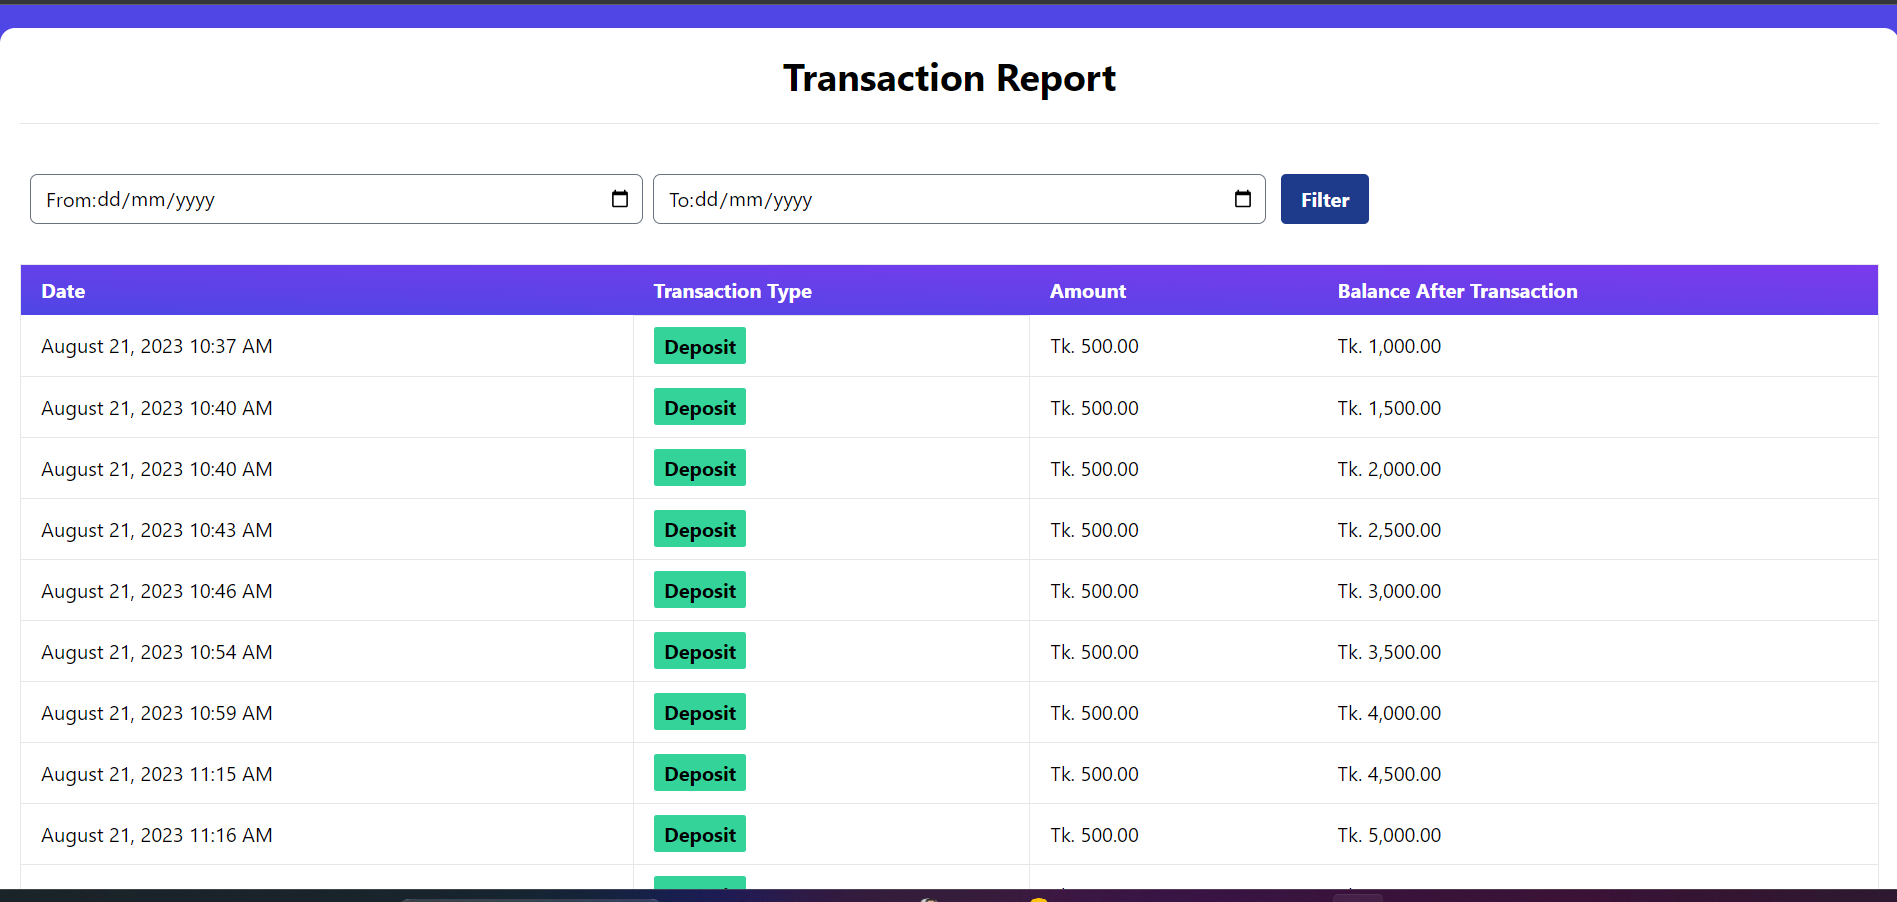 Transaction Report
From:dd/mm/yyyy To:dd/mm/yyyy Filter
Date Transaction Type Amount Balance After Transaction
August 21, 2023 10:37 AM Deposit Tk. 500.00 Tk. 1,000.00
August 21, 2023 10:40 AM Deposit Tk. 500.00 Tk. 1,500.00
August 21, 2023 10:40 AM Deposit Tk. 500.00 Tk. 2,000.00
August 21, 2023 10:43 AM Deposit Tk. 500.00 Tk. 2,500.00
August 21, 2023 10:46 AM Deposit Tk. 500.00 Tk. 3,000.00
August 21, 2023 10:54 AM Deposit Tk. 500.00 Tk. 3,500.00
August 21, 2023 10:59 AM Deposit Tk. 500.00 Tk. 4,000.00
August 21, 2023 11:15 AM Deposit Tk. 500.00 Tk. 4,500.00
August 21, 2023 11:16 AM Deposit Tk. 500.00 Tk. 5,000.00